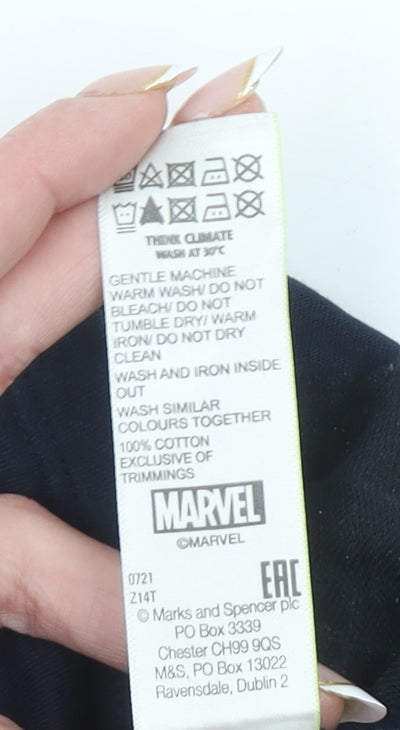 THINK CLIMATE
WASH AT 30°C
GENTLE MACHINE
WARM WASH/ DO NOT
BLEACH/ DO NOT
TUMBLE DRY/ WARM
IRON/ DO NOT DRY
CLEAN
WASH AND IRON INSIDE
OUT
WASH SIMILAR
COLOURS TOGETHER
100% COTTON
EXCLUSIVE OF
TRIMMINGS
MARVEL
©MARVEL
0721
Z14T
EAC
© Marks and Spencer plc
PO Box 3339
Chester CH99 9QS
M&S, PO Box 13022
Ravensdale, Dublin 2